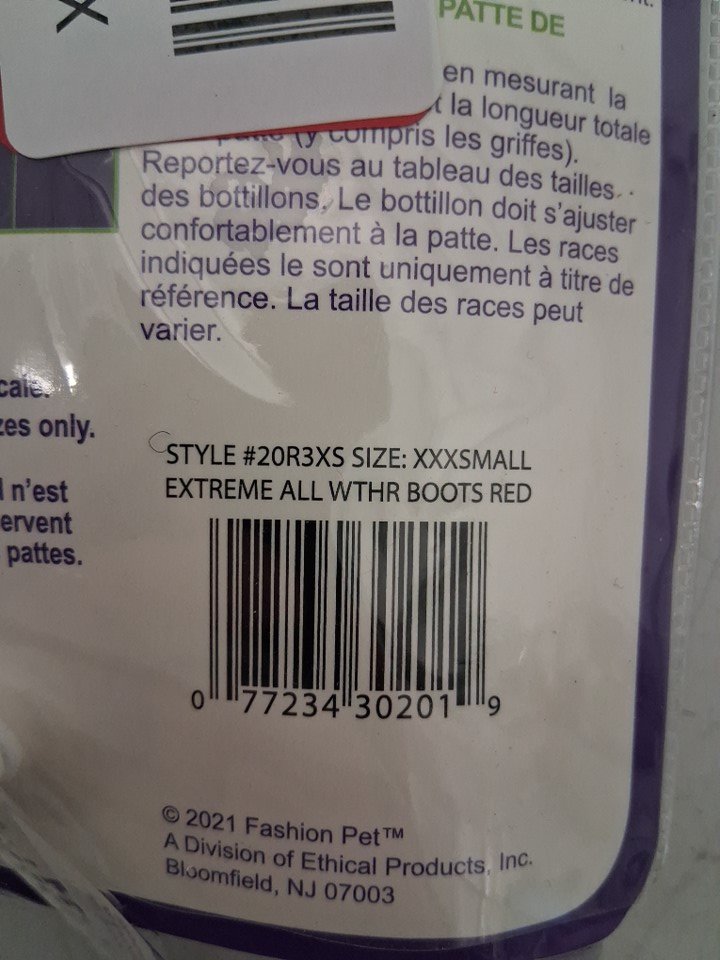 PATTE DE
en mesurant la
t la longueur totale
(y compris les griffes).
Reportez-vous au tableau des tailles.
des bottillons. Le bottillon doit s'ajuster
confortablement à la patte. Les races
indiquées le sont uniquement à titre de
référence. La taille des races peut
varier.
cale.
zes only.
l n'est
ervent
pattes.
STYLE #20R3XS SIZE: XXXSMALL
EXTREME ALL WTHR BOOTS RED
0 77234 30201 9
© 2021 Fashion Pet™
A Division of Ethical Products, Inc.
Bloomfield, NJ 07003